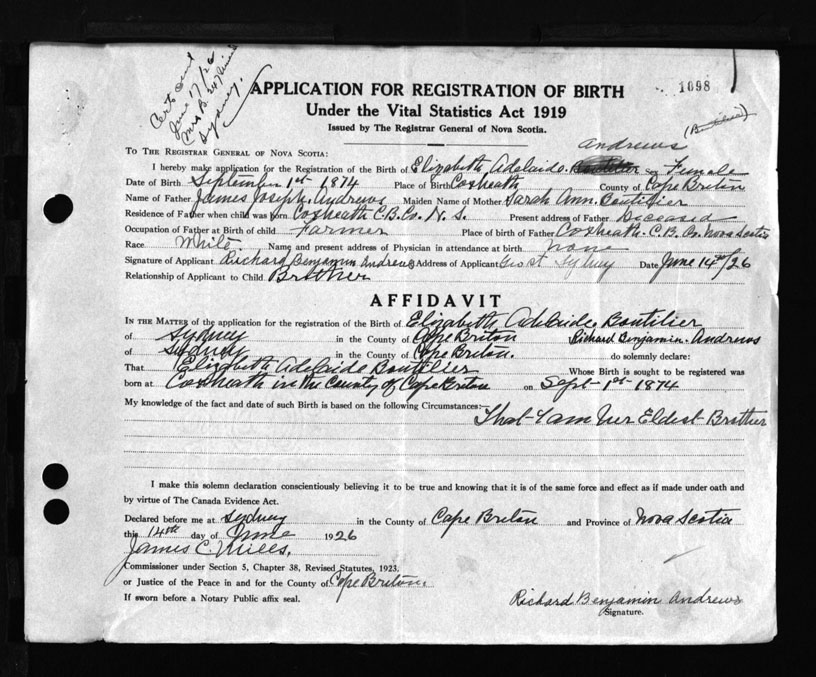 Cert sent
June 17/26
Mrs B.
Sydney.
1098
APPLICATION FOR REGISTRATION OF BIRTH
Under the Vital Statistics Act 1919
Issued by The Registrar General of Nova Scotia.
(Boutilier)
Andrews
TO THE REGISTRAR GENERAL OF NOVA SCOTIA:
I hereby make application for the Registration of the Birth of Elizabeth Adelaide Boutilier Female
Date of Birth September 1st 1874 Place of Birth Coxheath County of Cape Breton
Name of Father James Joseph Andrews Maiden Name of Mother Sarah Ann Boutilier
Residence of Father when child was born Coxheath C.B.Co. N.S. Present address of Father Deceased
Occupation of Father at Birth of child Farmer Place of birth of Father Coxheath C.B. Co. Nova Scotia
Race White Name and present address of Physician in attendance at birth none
Signature of Applicant Richard Benjamin Andrews Address of Applicant Sydney Date June 14th/26
Relationship of Applicant to Child Brother
AFFIDAVIT
IN THE MATTER of the application for the registration of the Birth of Elizabeth Adelaide Boutilier
of Sydney in the County of Cape Breton Richard Benjamin Andrews
of Sydney in the County of Cape Breton. do solemnly declare:
That Elizabeth Adelaide Boutilier Whose Birth is sought to be registered was
born at Coxheath in the County of Cape Breton on Sept 1st 1874
My knowledge of the fact and date of such Birth is based on the following Circumstances:—
That I am Her Eldest Brother
I make this solemn declaration conscientiously believing it to be true and knowing that it is of the same force and effect as if made under oath and
by virtue of The Canada Evidence Act.
Declared before me at Sydney in the County of Cape Breton and Province of Nova Scotia
this 14th day of June 1926
James C. Mills.
Commissioner under Section 5, Chapter 38, Revised Statutes, 1923.
or Justice of the Peace in and for the County of Cape Breton.
If sworn before a Notary Public affix seal.
Richard Benjamin Andrews
Signature.